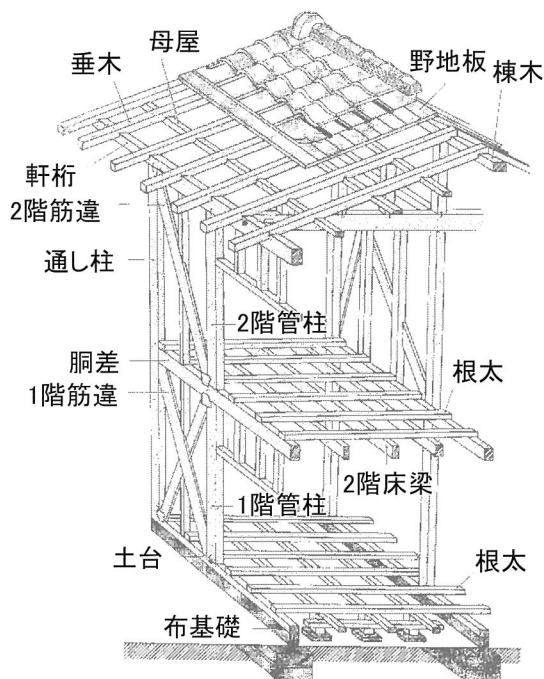 母屋
垂木
野地板
棟木
軒桁
2階筋違
通し柱
2階管柱
胴差
1階筋違
根太
2階床梁
1階管柱
土台
根太
布基礎